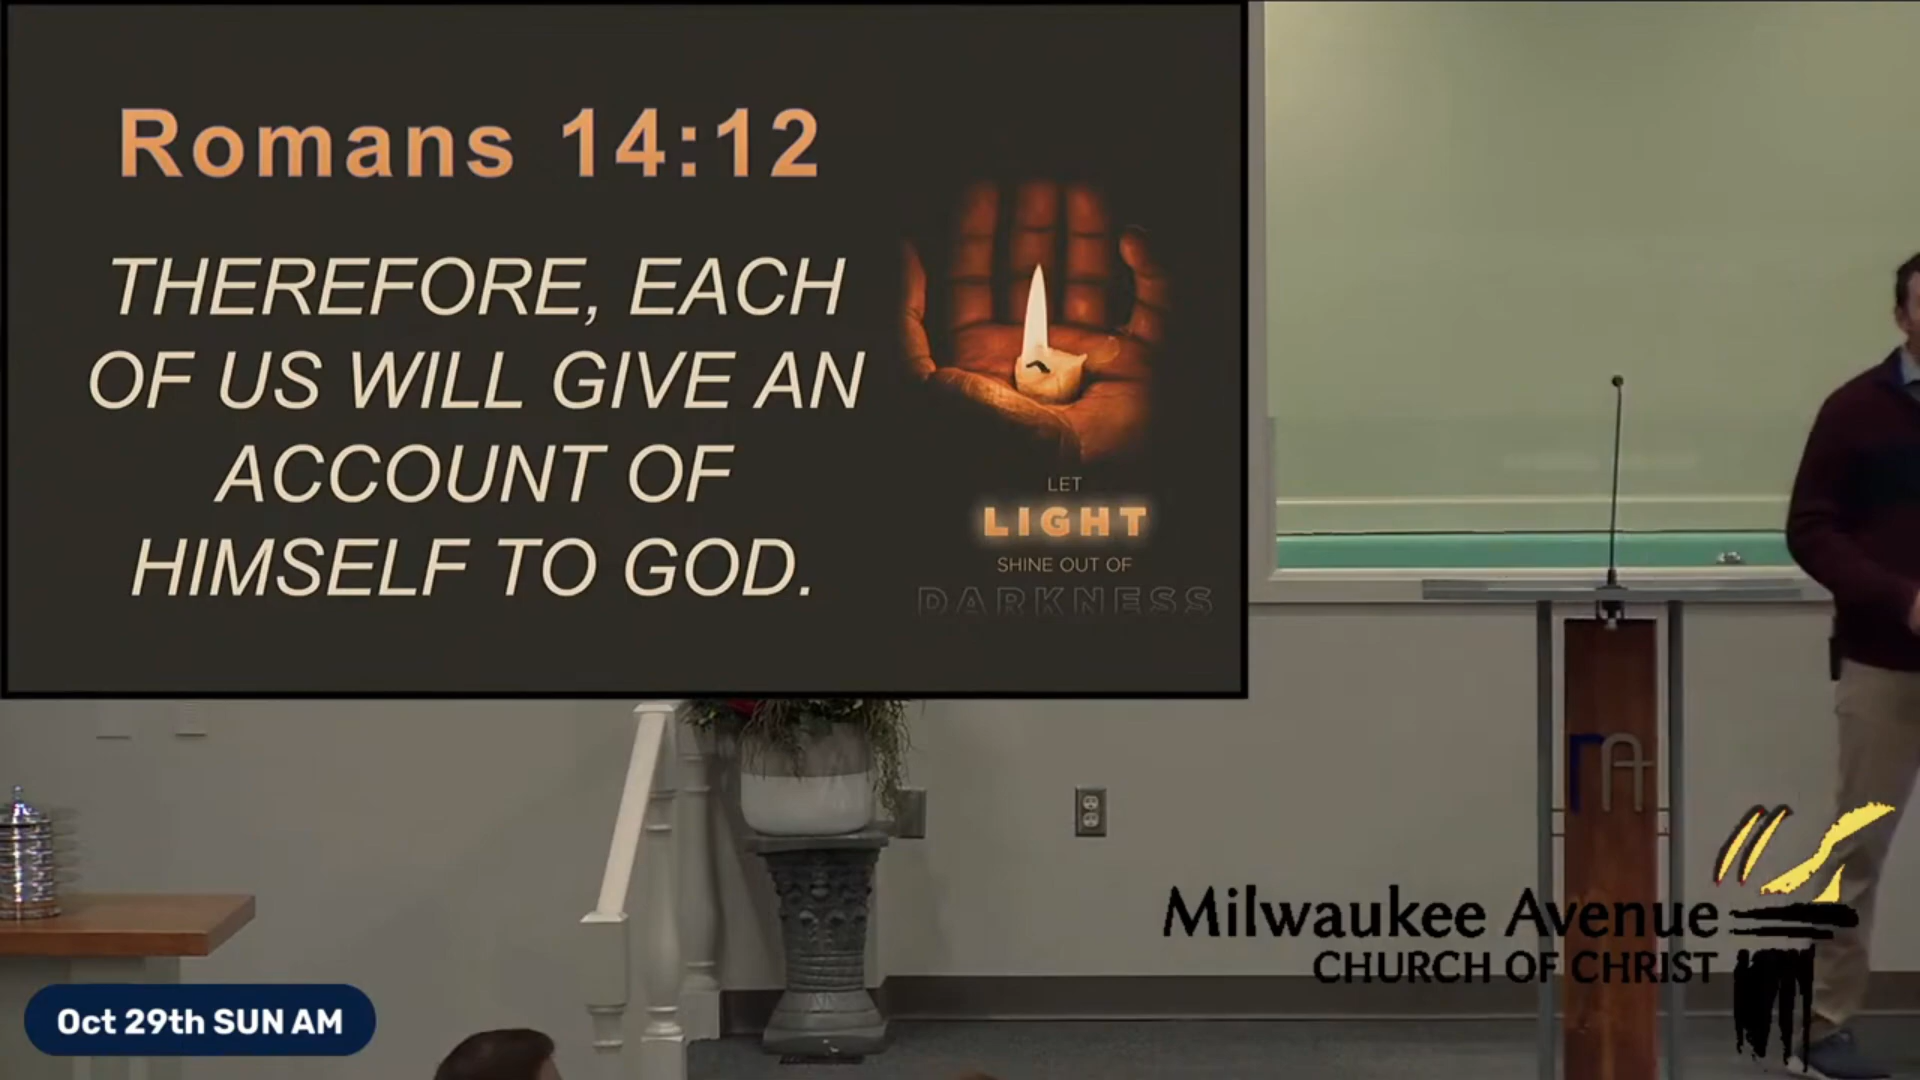 Romans 14:12
THEREFORE, EACH
OF US WILL GIVE AN
ACCOUNT OF
HIMSELF TO GOD.
LET
LIGHT
SHINE OUT OF
DARKNESS
MA
Milwaukee Avenue
CHURCH OF CHRIST
Oct 29th SUN AM